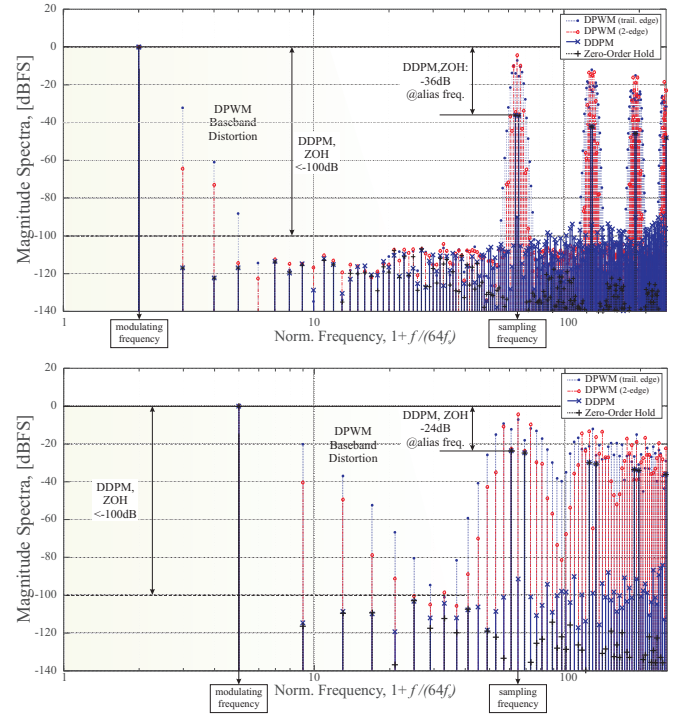 DPWM (trail. edge)
DPWM (2-edge)
DDPM
Zero-Order Hold
Magnitude Spectra, [dBFS]
20
0
-20
-40
-60
-80
-100
-120
-140
DPWM
Baseband
Distortion
DDPM,
ZOH
<-100dB
DDPM,ZOH:
-36dB
@alias freq.
1
10
100
modulating
frequency
Norm. Frequency, 1+ f/(64fs)
sampling
frequency
DPWM (trail. edge)
DPWM (2-edge)
DDPM
Zero-Order Hold
Magnitude Spectra, [dBFS]
20
0
-20
-40
-60
-80
-100
-120
-140
DDPM,
ZOH
<-100dB
DPWM
Baseband
Distortion
DDPM, ZOH
-24dB
@alias freq.
1
10
100
modulating
frequency
Norm. Frequency, 1+ f/(64fs)
sampling
frequency